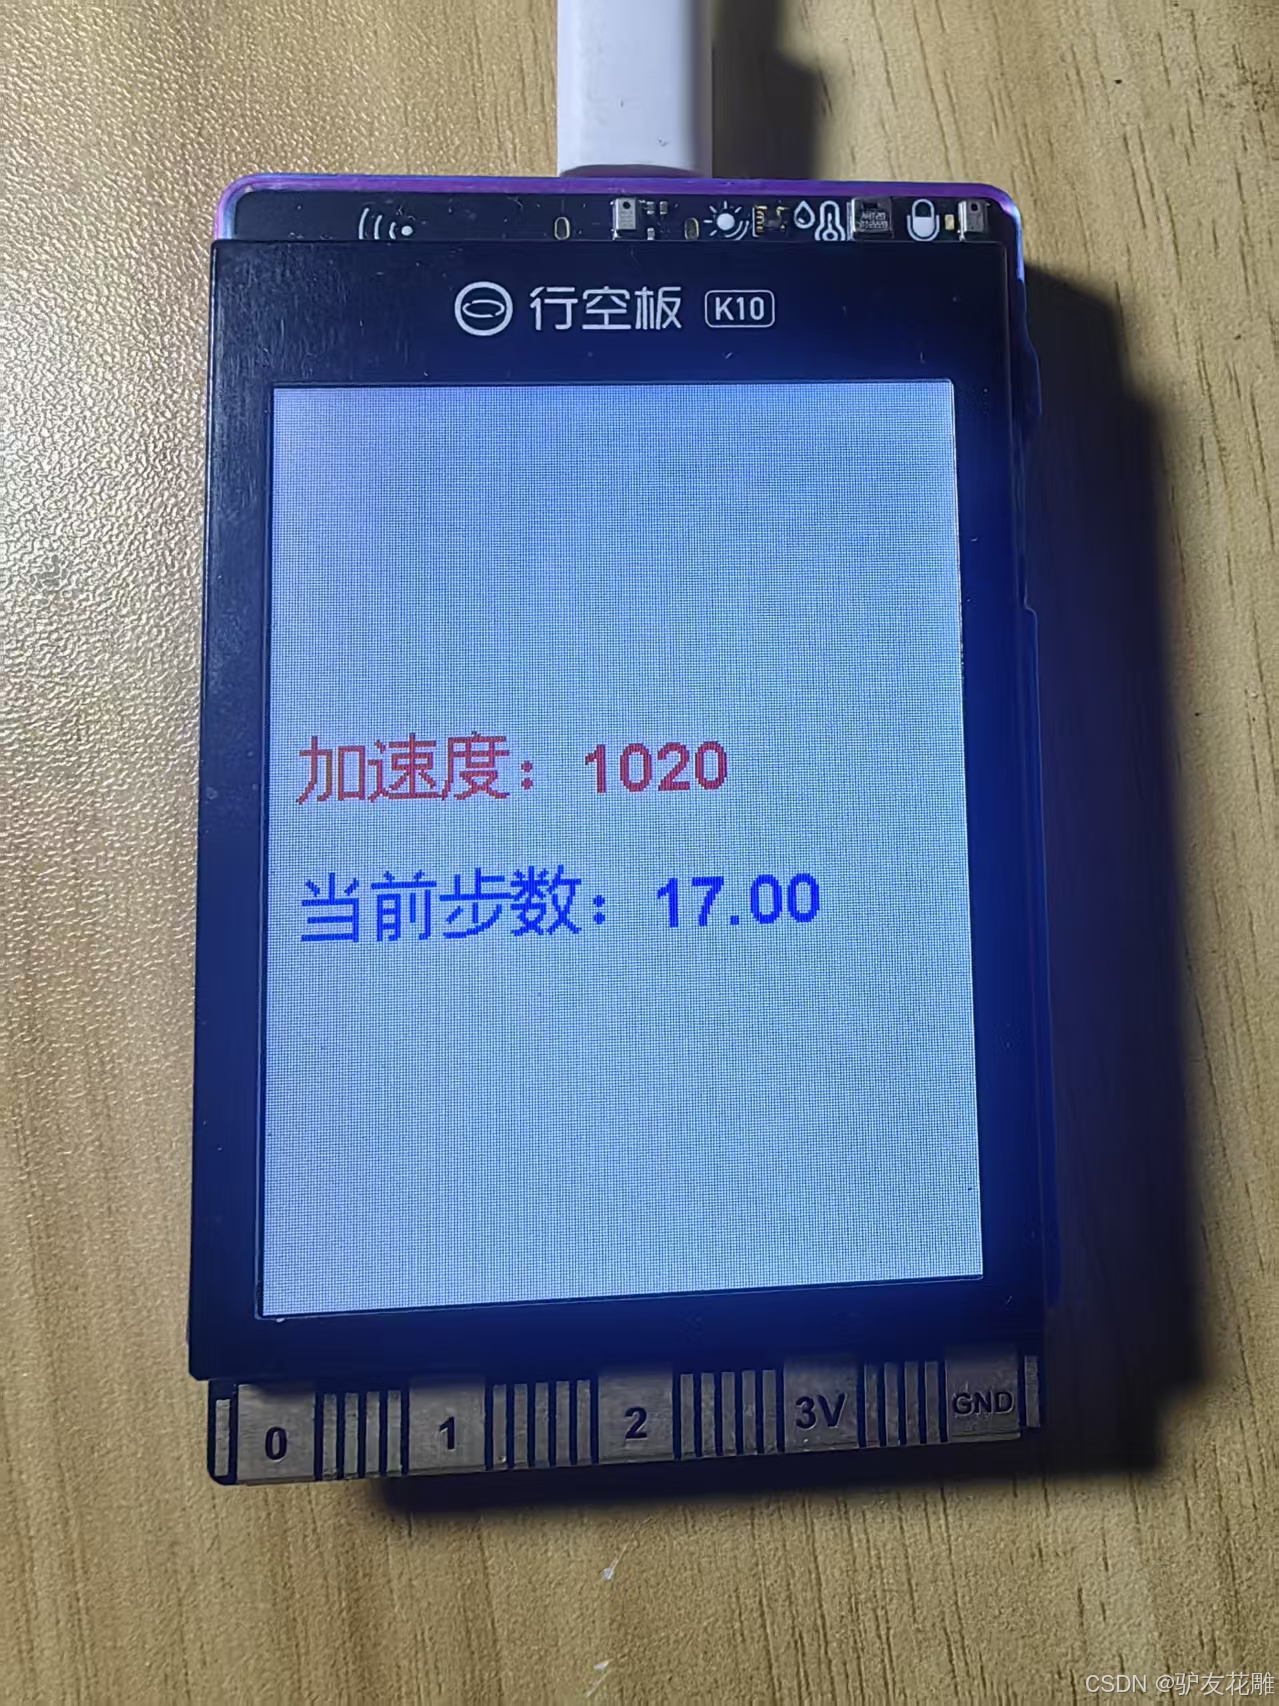 行空板 K10
加速度：1020
当前步数：17.00
0 1 2 3V GND
CSDN @驴友花雕